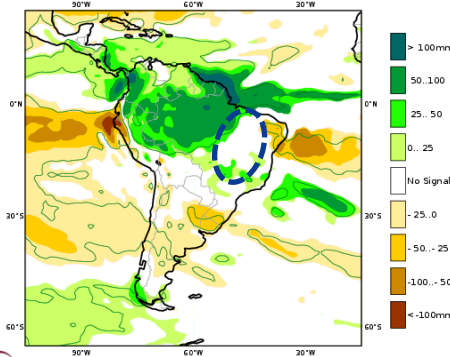 90°W 60°W 30°W
> 100mm
50..100
0°N 0°N
25.. 50
0.. 25
No Signal
30°S 30°S
- 25..0
- 50..- 25
-100..- 50
60°S 60°S
<-100mm
90°W 60°W 30°W